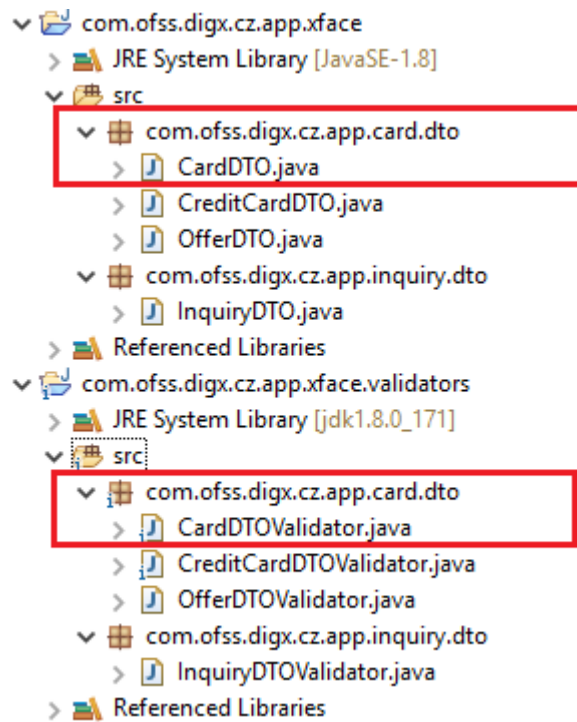 com.ofss.digx.cz.app.xface
JRE System Library [JavaSE-1.8]
src
com.ofss.digx.cz.app.card.dto
CardDTO.java
CreditCardDTO.java
OfferDTO.java
com.ofss.digx.cz.app.inquiry.dto
InquiryDTO.java
Referenced Libraries
com.ofss.digx.cz.app.xface.validators
JRE System Library [jdk1.8.0_171]
src
com.ofss.digx.cz.app.card.dto
CardDTOValidator.java
CreditCardDTOValidator.java
OfferDTOValidator.java
com.ofss.digx.cz.app.inquiry.dto
InquiryDTOValidator.java
Referenced Libraries